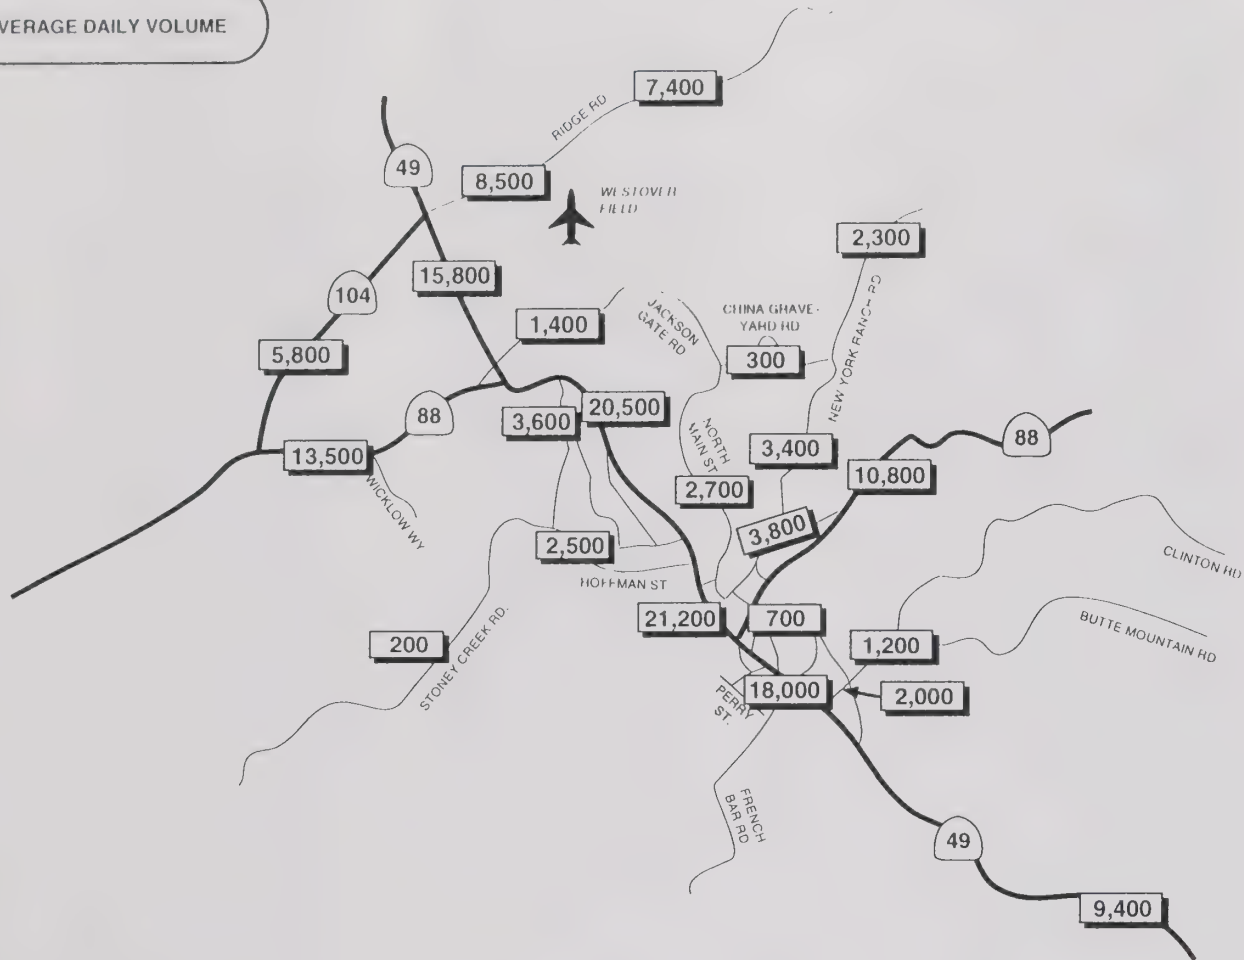 VERAGE DAILY VOLUME
7,400
RIDGE RD
49
8,500
WESTOVER
FIELD
2,300
15,800
104
JACKSON
GATE RD
CHINA GRAVE-
YARD RD
NEW YORK RANCH RD
1,400
5,800
300
88
3,600
20,500
88
13,500
NORTH
MAIN ST
3,400
10,800
WICKLOW WY
2,700
3,800
2,500
HOFFMAN ST
CLINTON RD
21,200
700
BUTTE MOUNTAIN RD
200
STONEY CREEK RD.
1,200
PERRY
ST.
18,000
2,000
FRENCH
BAR RD
49
9,400